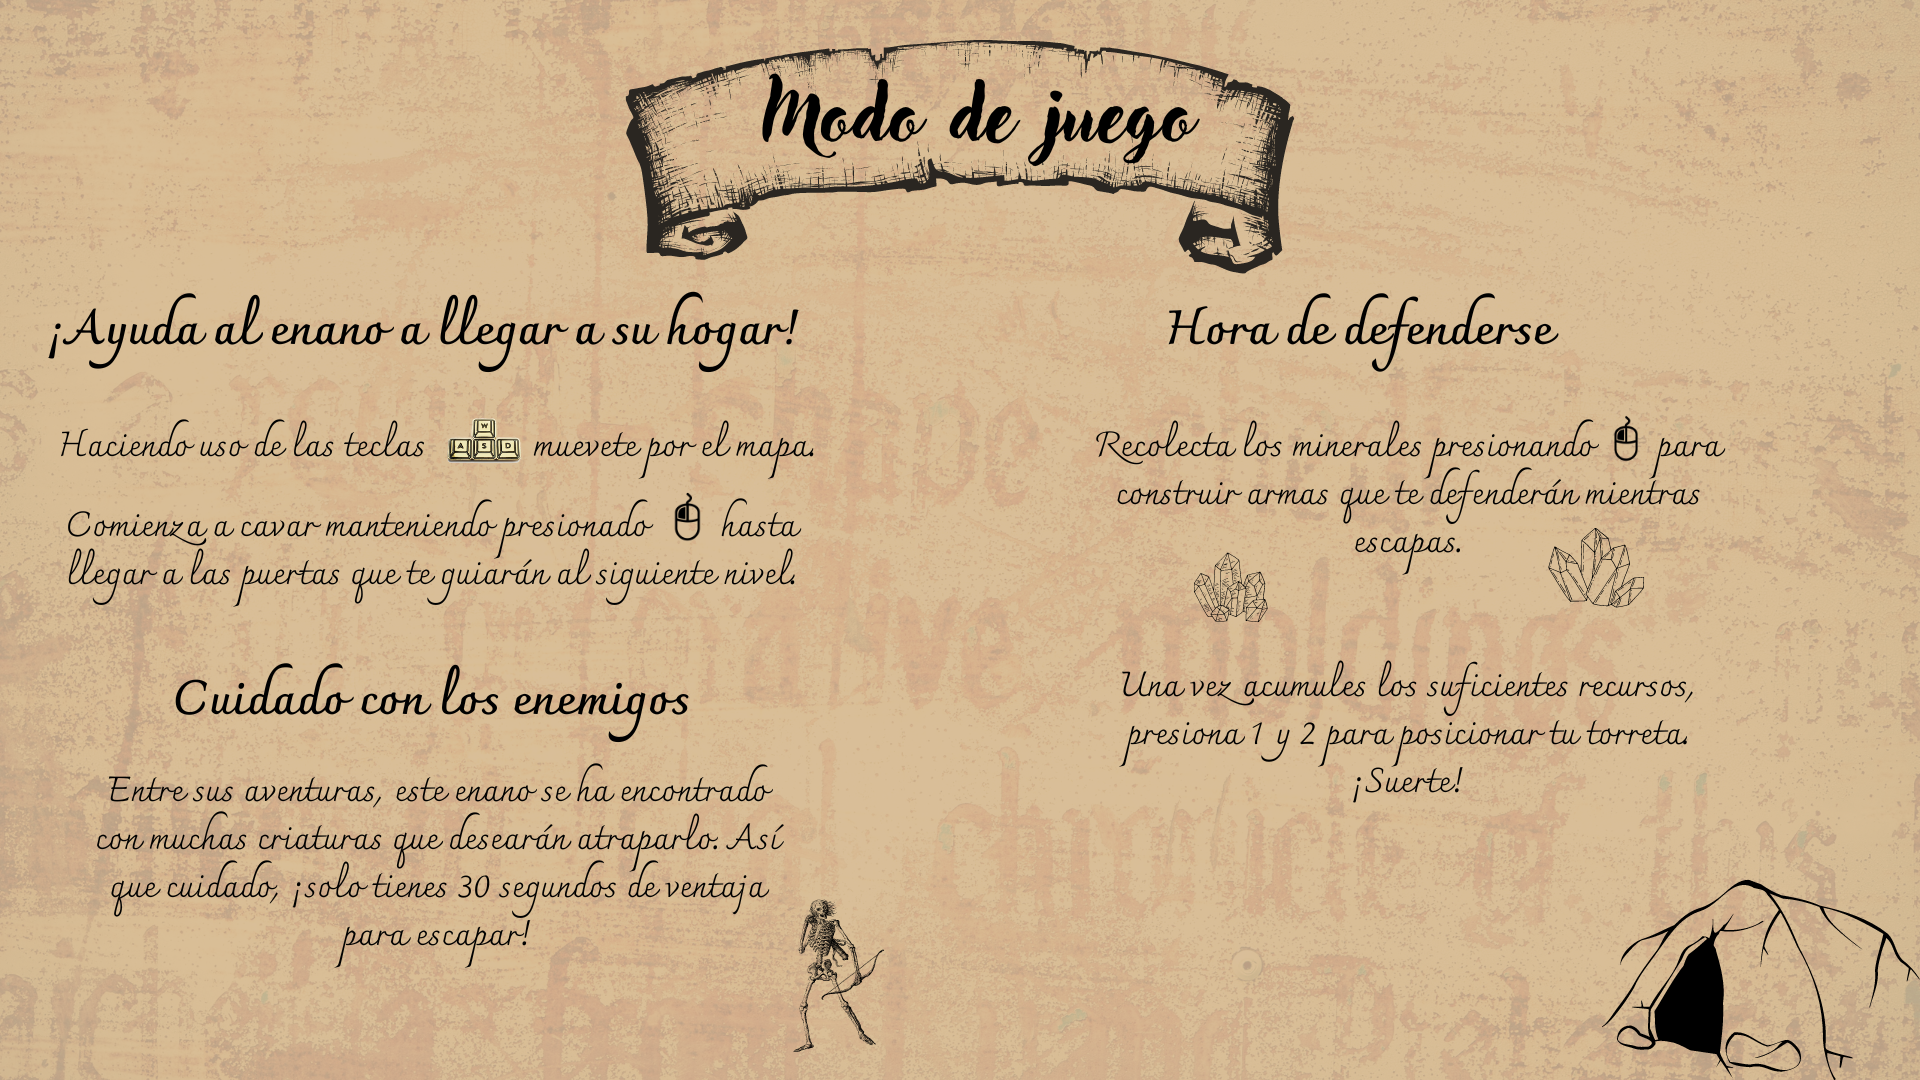 Modo de juego
¡Ayuda al enano a llegar a su hogar!
Haciendo uso de las teclas W A S D muevete por el mapa.
Comienza a cavar manteniendo presionado hasta
llegar a las puertas que te guiarán al siguiente nivel.
Cuidado con los enemigos
Entre sus aventuras, este enano se ha encontrado
con muchas criaturas que desearán atraparlo. Así
que cuidado, ¡solo tienes 30 segundos de ventaja
para escapar!
Hora de defenderse
Recolecta los minerales presionando para
construir armas que te defenderán mientras
escapas.
Una vez acumules los suficientes recursos,
presiona 1 y 2 para posicionar tu torreta.
¡Suerte!